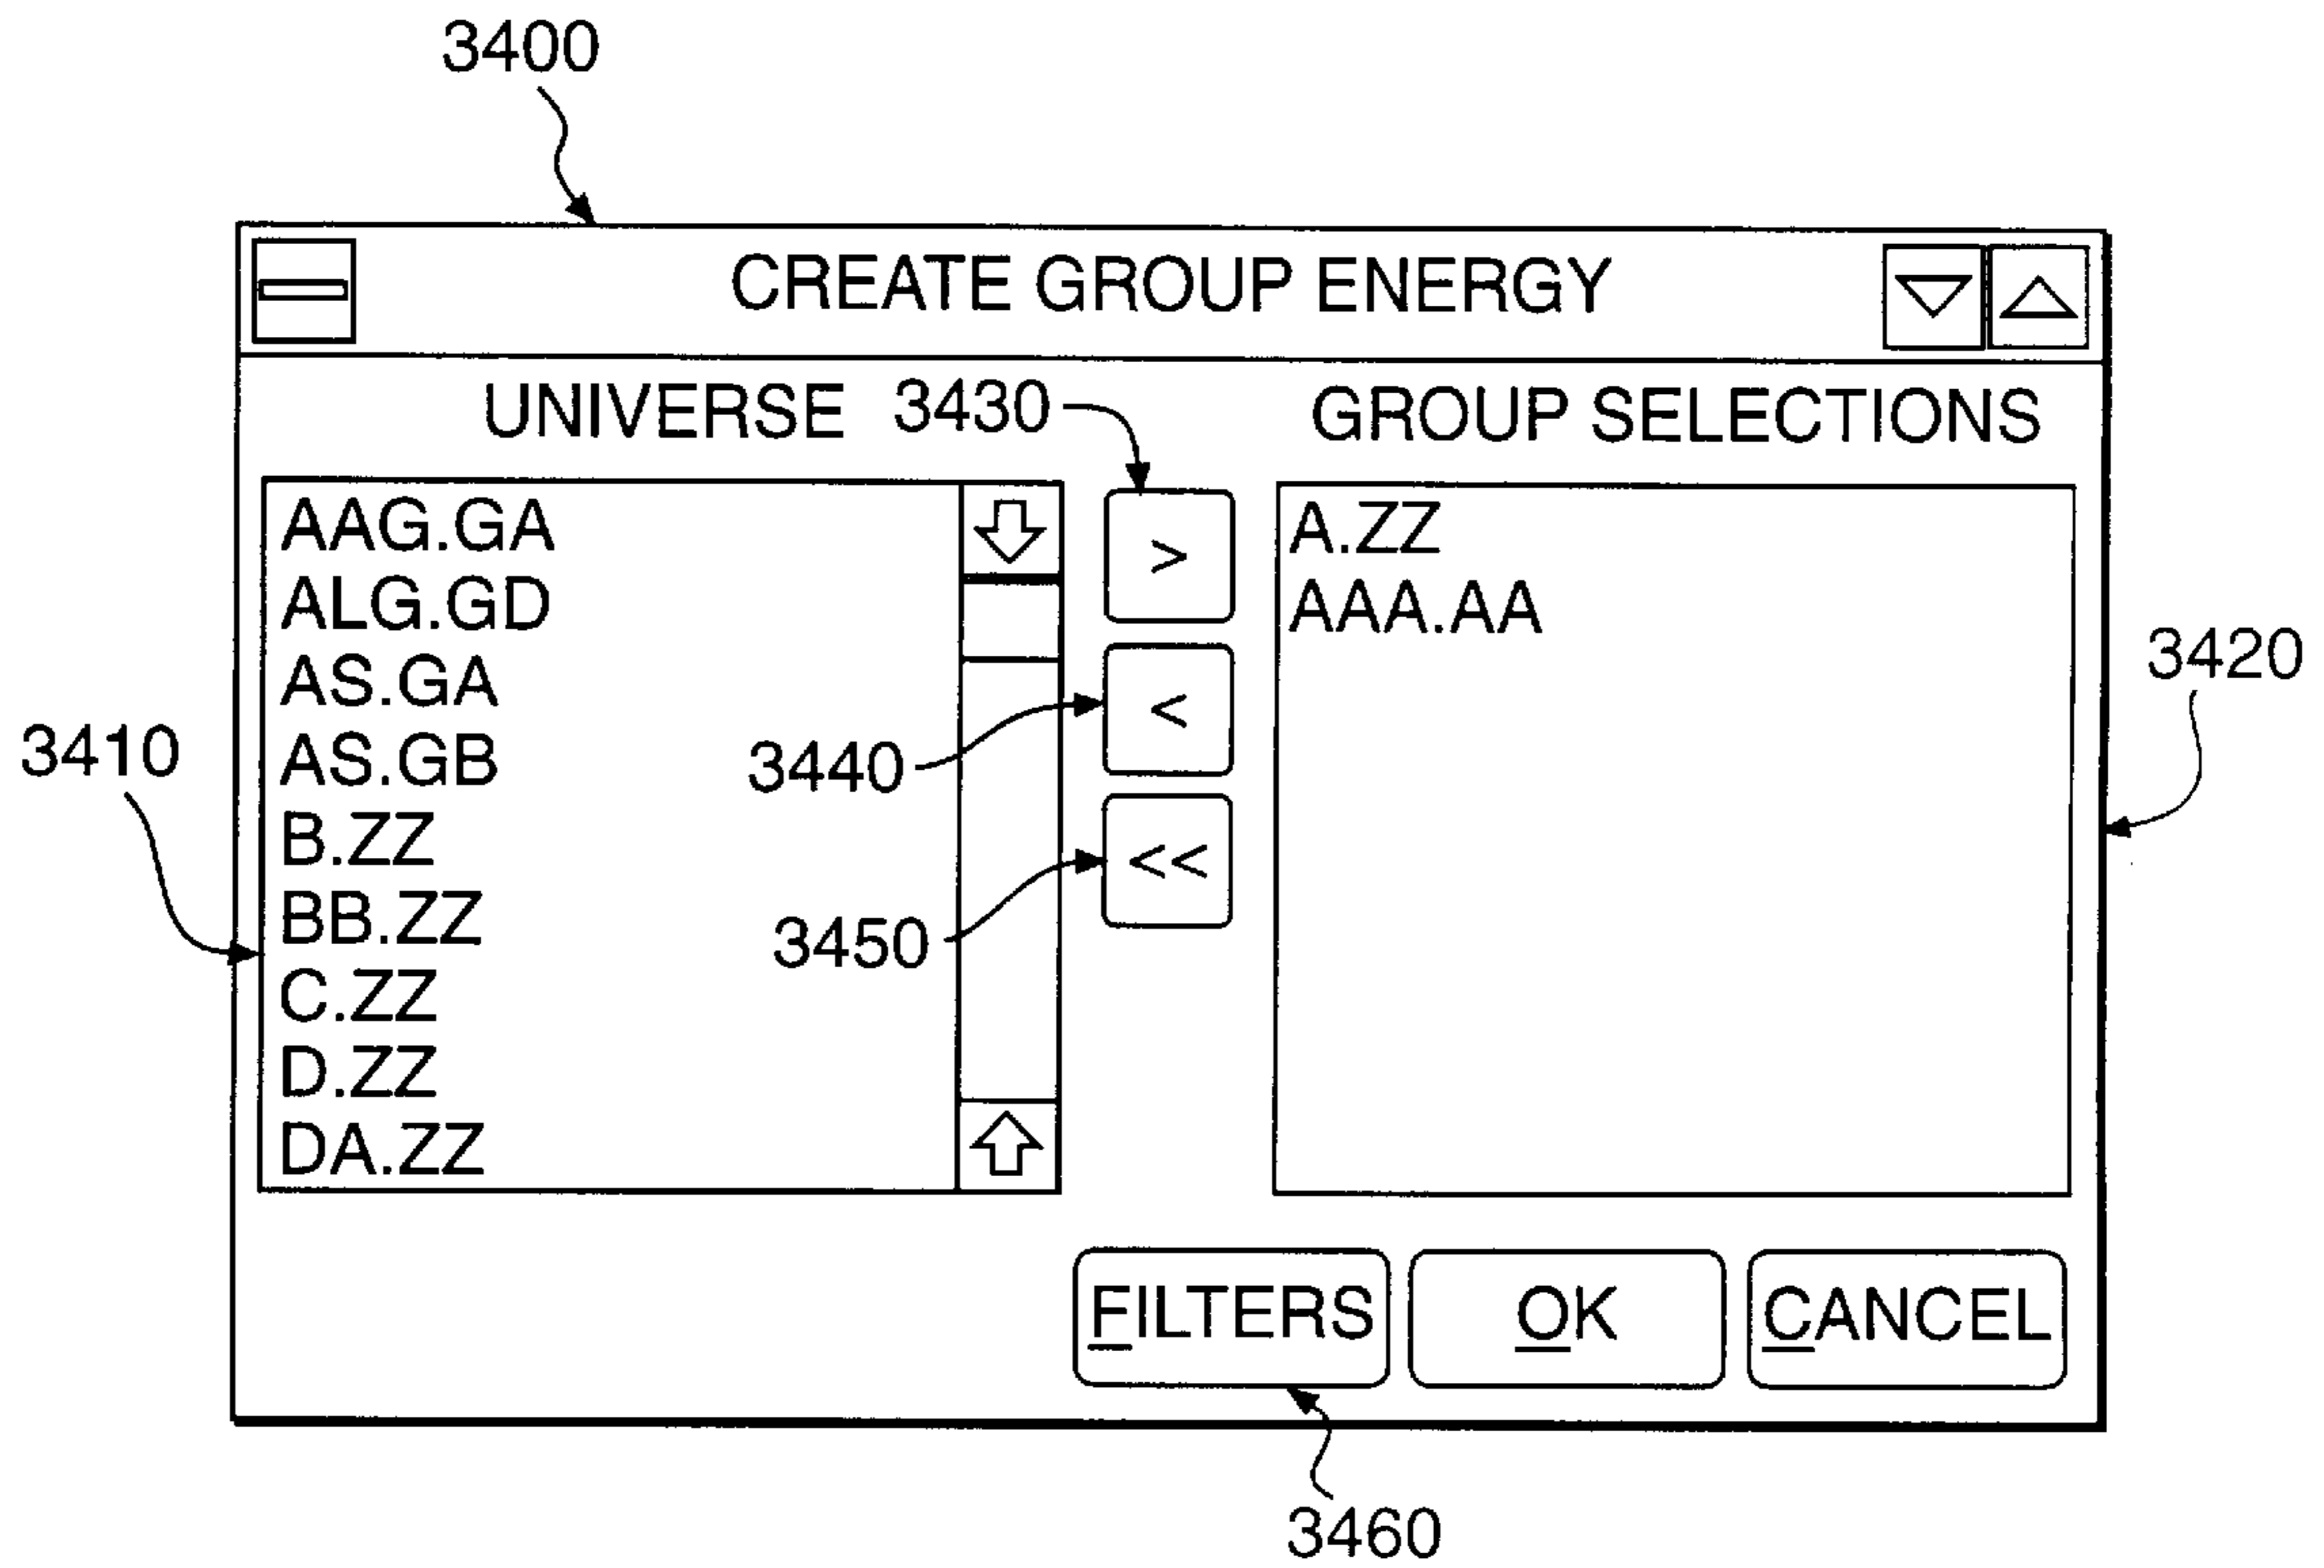 3400
CREATE GROUP ENERGY
UNIVERSE
3430
GROUP SELECTIONS
AAG.GA
ALG.GD
AS.GA
AS.GB
B.ZZ
BB.ZZ
C.ZZ
D.ZZ
DA.ZZ
3410
>
<
<<
3440
3450
A.ZZ
AAA.AA
3420
FILTERS
OK
CANCEL
3460